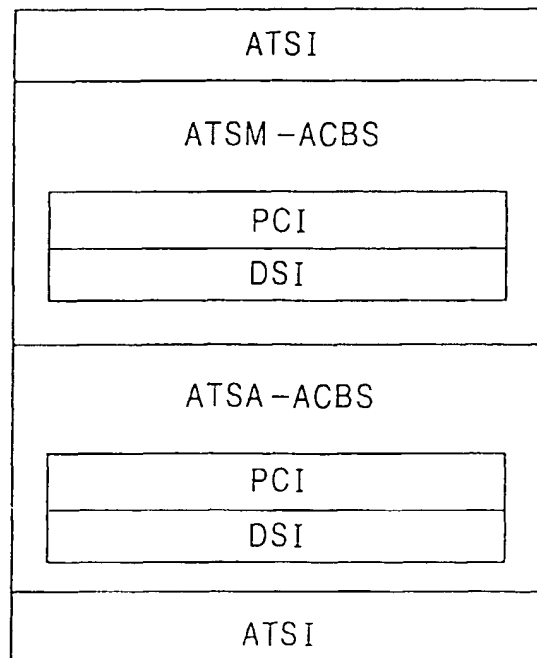 ATSI
ATSM-ACBS
PCI
DSI
ATSA-ACBS
PCI
DSI
ATSI